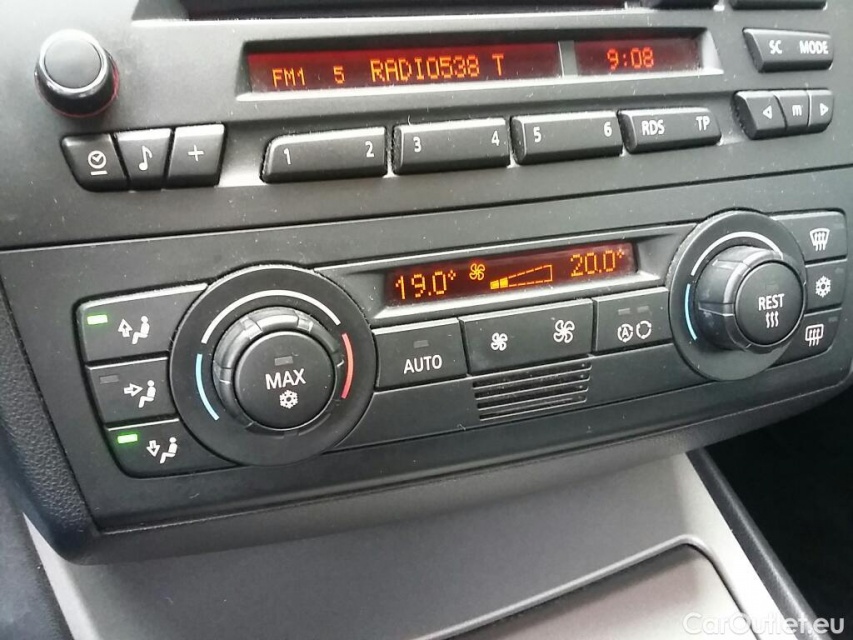 FM1 5 RADIO538 T 9:08
SC MODE
1 2 3 4 5 6 RDS TP m
19.0° 20.0°
REST
AUTO A
MAX
CarOutlet.eu